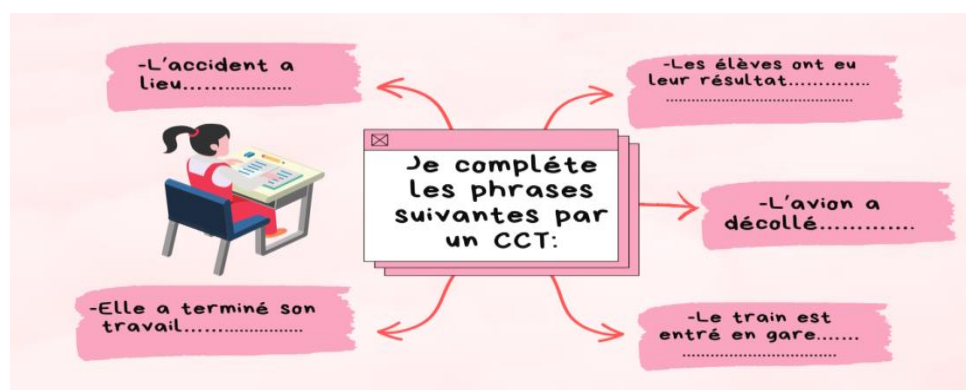 -L'accident a
lieu..................
-Les élèves ont eu
leur résultat.............
..........................................
Je compléte
les phrases
suivantes par
un CCT:
-L'avion a
décollé.............
-Elle a terminé son
travail.......................
-Le train est
entré en gare.......
...................................